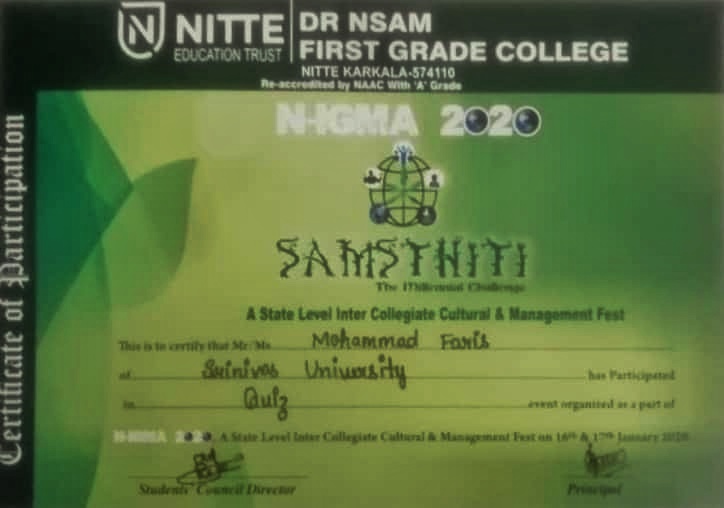 NITTE
EDUCATION TRUST
DR NSAM
FIRST GRADE COLLEGE
NITTE KARKALA-574110
Re-accredited by NAAC With 'A' Grade
Certificate of Participation
N-IGMA 2020
SAMSTHITI
The Millennial Challenge
A State Level Inter Collegiate Cultural & Management Fest
This is to certify that Mr/Ms Mohammad Faris
of Srinivas University has Participated
in Quiz event organized as a part of
N-IGMA 2020, A State Level Inter Collegiate Cultural & Management Fest on 16th & 17th January 2020
Students' Council Director
Principal